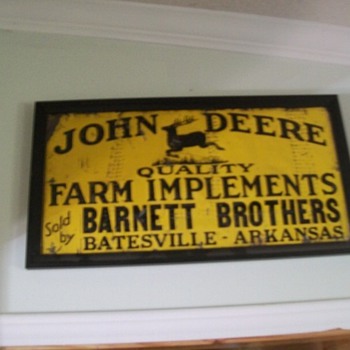 JOHN DEERE
QUALITY
FARM IMPLEMENTS
Sold by BARNETT BROTHERS
BATESVILLE - ARKANSAS